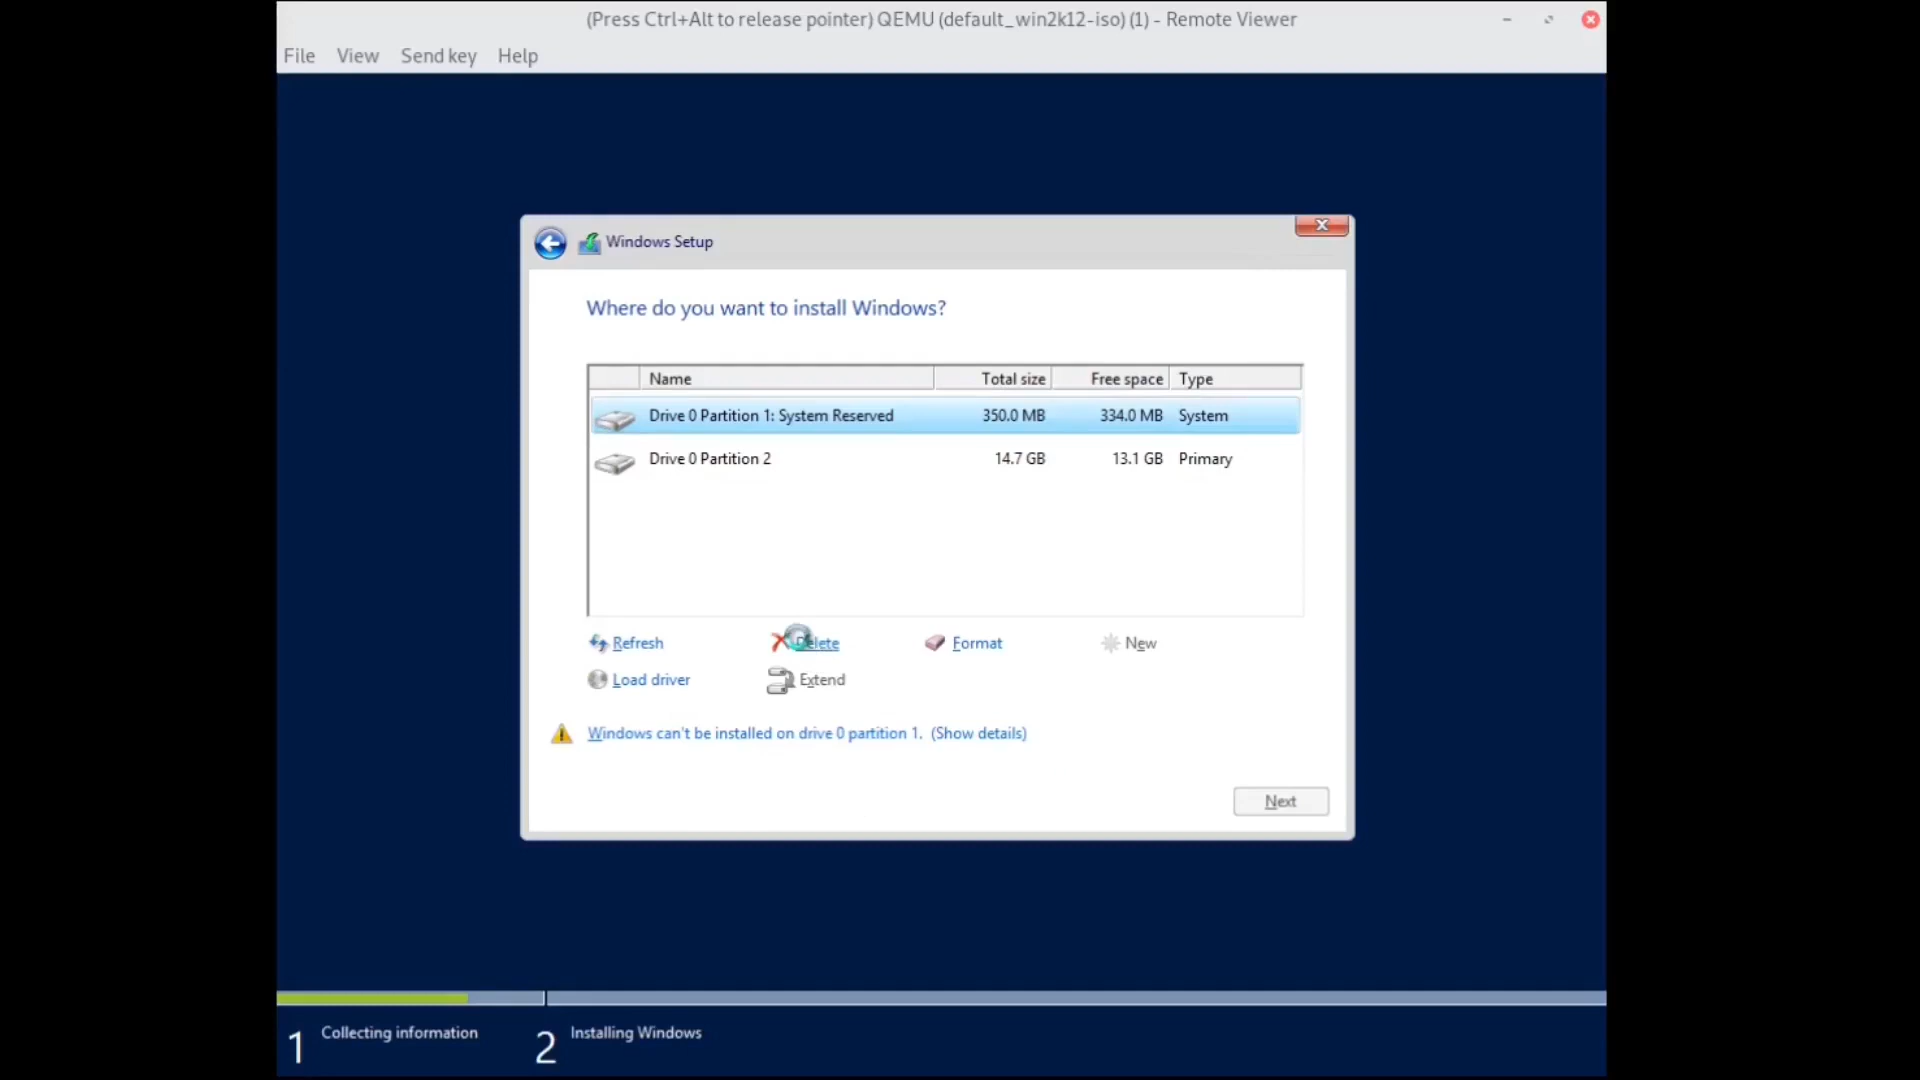 (Press Ctrl+Alt to release pointer) QEMU (default_win2k12-iso) (1) - Remote Viewer
File View Send key Help
Windows Setup
Where do you want to install Windows?
Name Total size Free space Type
Drive 0 Partition 1: System Reserved 350.0 MB 334.0 MB System
Drive 0 Partition 2 14.7 GB 13.1 GB Primary
Refresh Delete Format New
Load driver Extend
Windows can't be installed on drive 0 partition 1. (Show details)
Next
1 Collecting information 2 Installing Windows